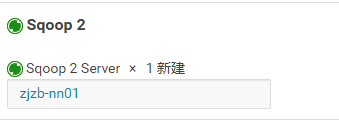 Sqoop 2
Sqoop 2 Server × 1 新建
zjzb-nn01